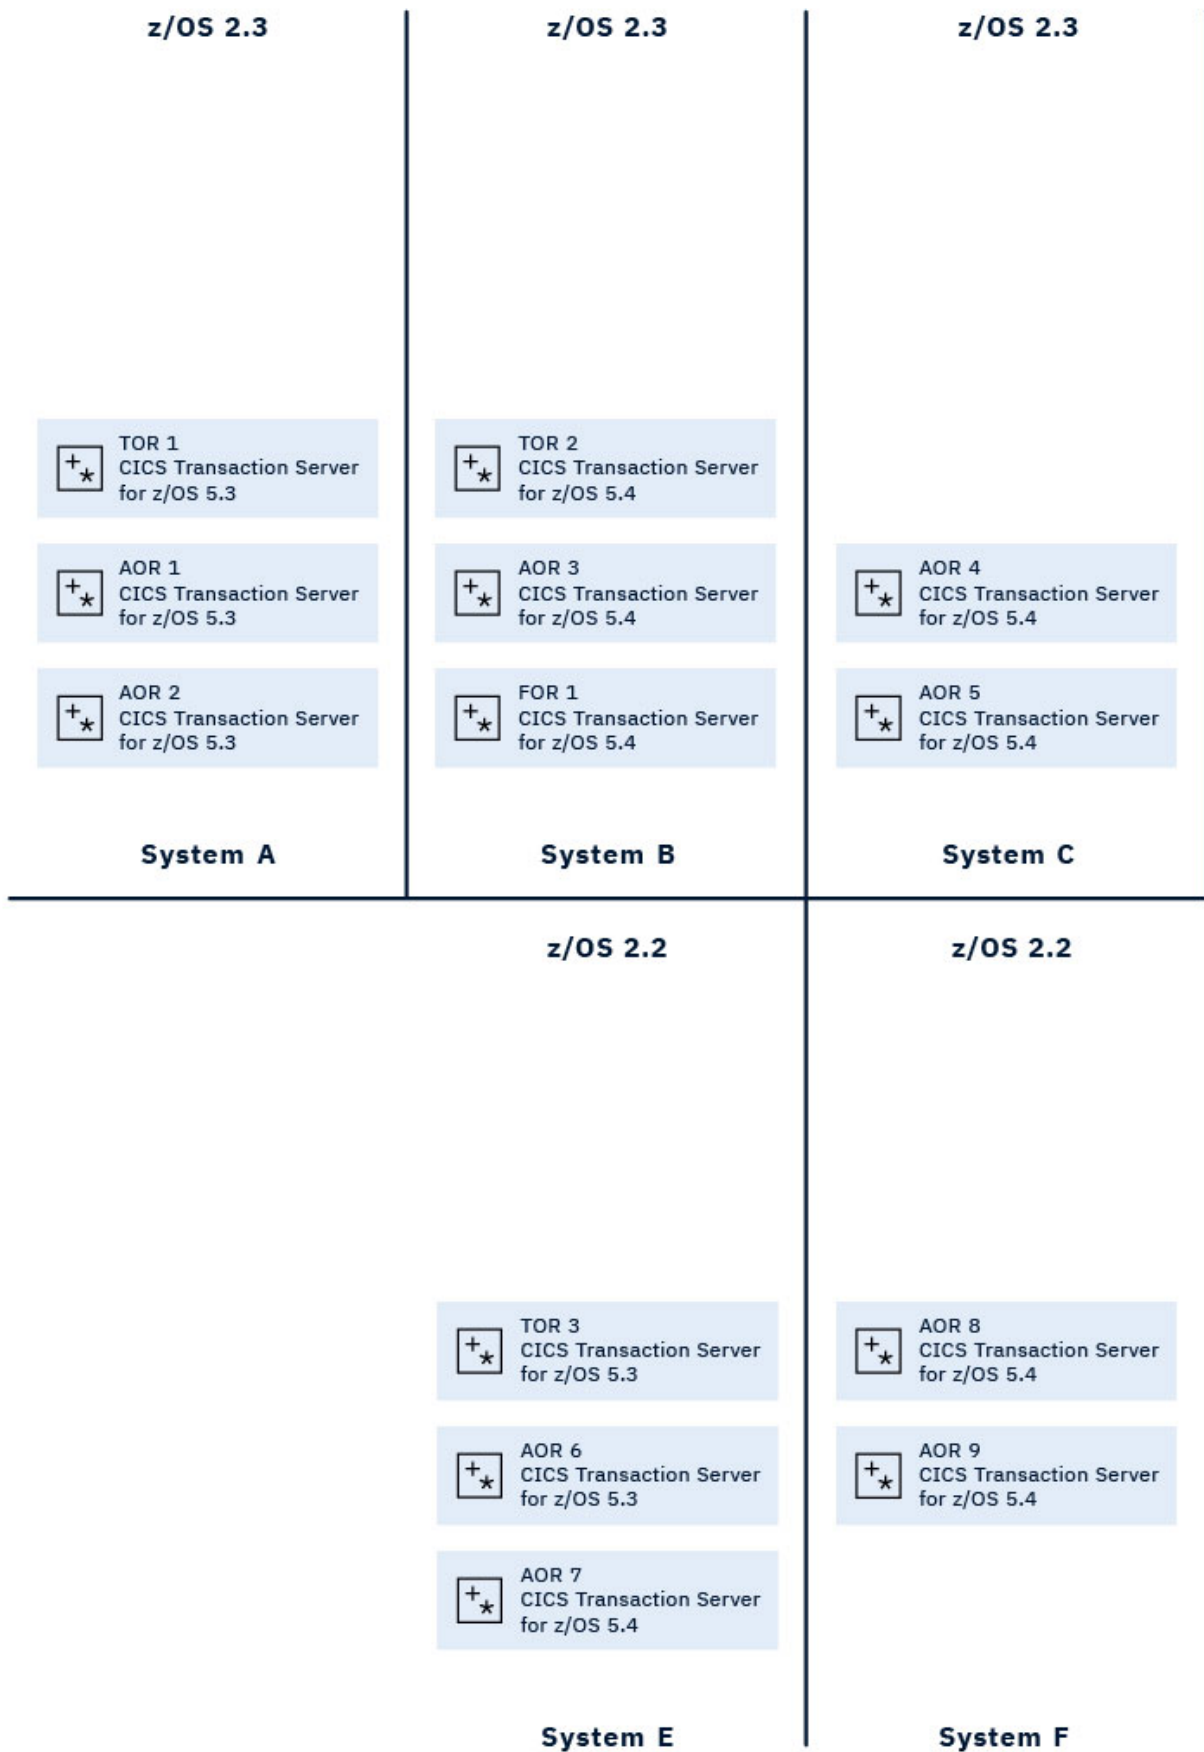 z/OS 2.3
z/OS 2.3
z/OS 2.3
TOR 1
CICS Transaction Server
for z/OS 5.3
AOR 1
CICS Transaction Server
for z/OS 5.3
AOR 2
CICS Transaction Server
for z/OS 5.3
System A
TOR 2
CICS Transaction Server
for z/OS 5.4
AOR 3
CICS Transaction Server
for z/OS 5.4
FOR 1
CICS Transaction Server
for z/OS 5.4
System B
AOR 4
CICS Transaction Server
for z/OS 5.4
AOR 5
CICS Transaction Server
for z/OS 5.4
System C
z/OS 2.2
z/OS 2.2
TOR 3
CICS Transaction Server
for z/OS 5.3
AOR 6
CICS Transaction Server
for z/OS 5.3
AOR 7
CICS Transaction Server
for z/OS 5.4
System E
AOR 8
CICS Transaction Server
for z/OS 5.4
AOR 9
CICS Transaction Server
for z/OS 5.4
System F